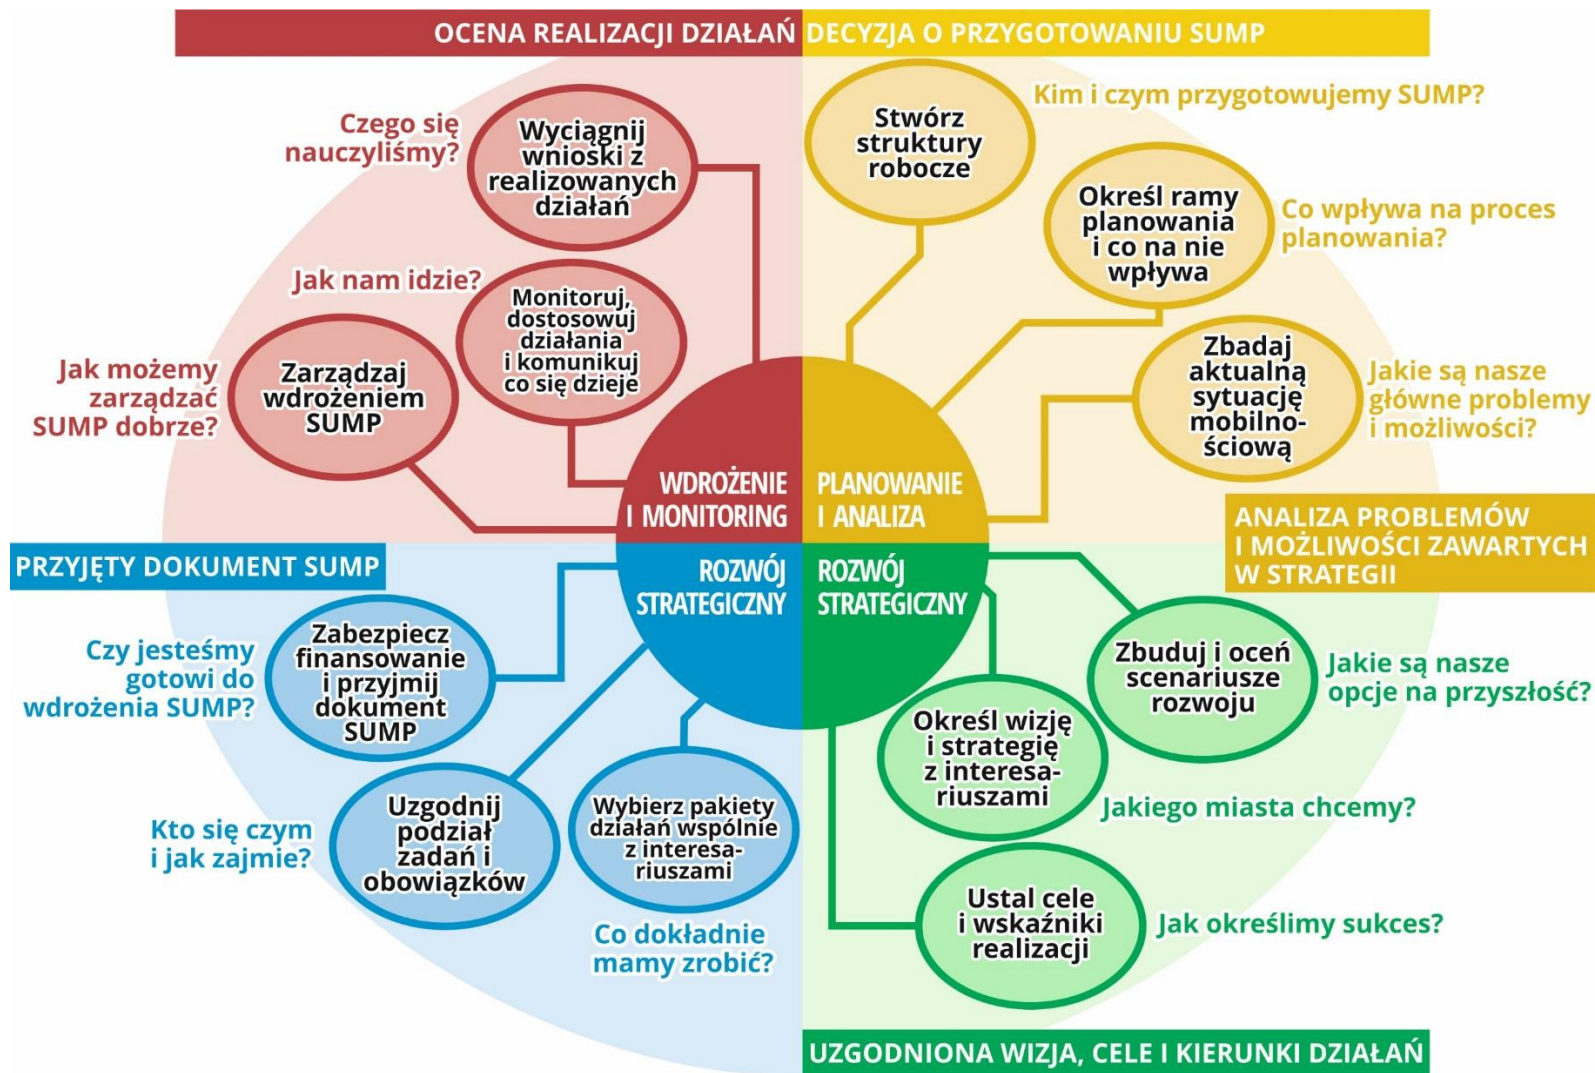 OCENA REALIZACJI DZIAŁAŃ
DECYZJA O PRZYGOTOWANIU SUMP
Kim i czym przygotowujemy SUMP?
Stwórz
struktury
robocze
Co wpływa na proces
planowania?
Określ ramy
planowania
i co na nie
wpływa
Jakie są nasze
główne problemy
i możliwości?
Zbadaj
aktualną
sytuację
mobilno-
ściową
PLANOWANIE
I ANALIZA
ANALIZA PROBLEMÓW
I MOŻLIWOŚCI ZAWARTYCH
W STRATEGII
ROZWÓJ
STRATEGICZNY
Zbuduj i oceń
scenariusze
rozwoju
Jakie są nasze
opcje na przyszłość?
Określ wizję
i strategię
z interesa-
riuszami
Jakiego miasta chcemy?
Ustal cele
i wskaźniki
realizacji
Jak określimy sukces?
UZGODNIONA WIZJA, CELE I KIERUNKI DZIAŁAŃ
ROZWÓJ
STRATEGICZNY
Wybierz pakiety
działań wspólnie
z interesa-
riuszami
Co dokładnie
mamy zrobić?
Uzgodnij
podział
zadań i
obowiązków
Kto się czym
i jak zajmie?
Zabezpiecz
finansowanie
i przyjmij
dokument
SUMP
Czy jesteśmy
gotowi do
wdrożenia SUMP?
PRZYJĘTY DOKUMENT SUMP
WDROŻENIE
I MONITORING
Zarządzaj
wdrożeniem
SUMP
Jak możemy
zarządzać
SUMP dobrze?
Monitoruj,
dostosowuj
działania
i komunikuj
co się dzieje
Jak nam idzie?
Wyciągnij
wnioski z
realizowanych
działań
Czego się
nauczyliśmy?